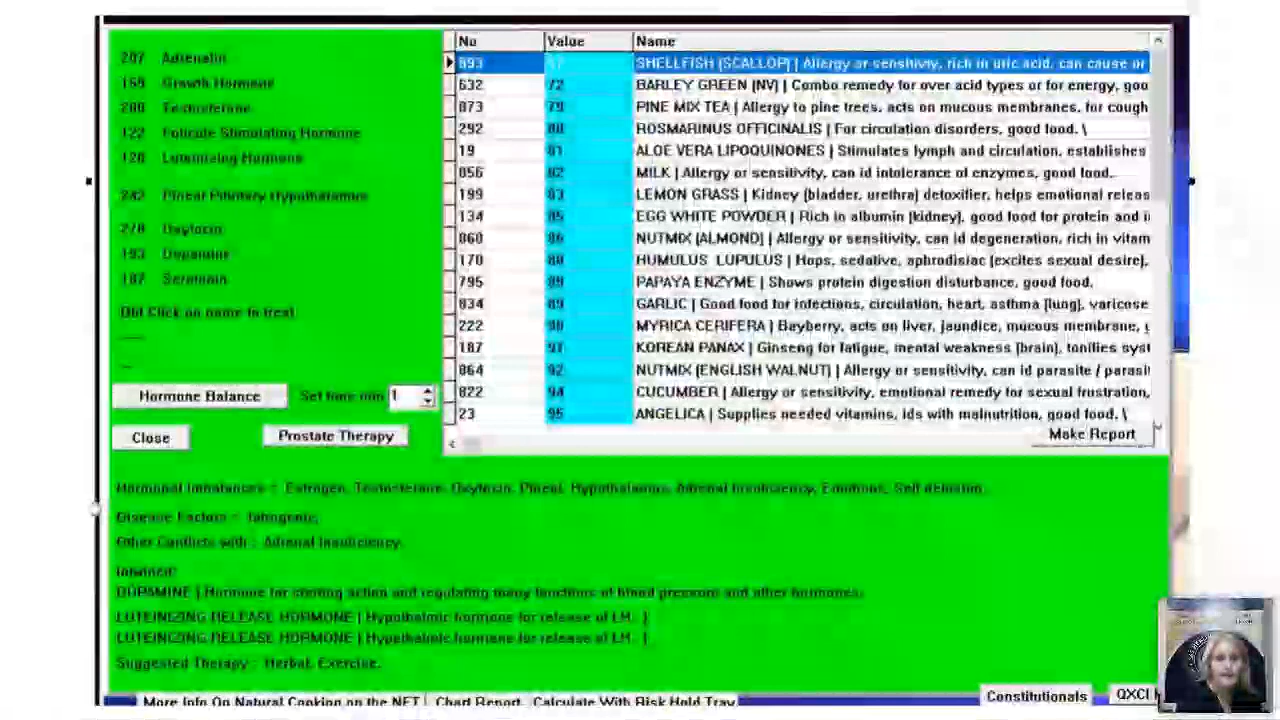 207 Adrenalin
159 Growth Hormone
200 Testosterone
122 Folicule Stimulating Hormone
120 Luteinizing Hormone
242 Pineal Pituitary Hypothalamus
270 Oxytocin
193 Dopamine
187 Serotonin
Dbl Click on name to treat
Hormone Balance
Set time min 1
Close
Prostate Therapy
No Value Name
893 SHELLFISH (SCALLOP) | Allergy or sensitivity, rich in uric acid, can cause or
632 72 BARLEY GREEN (NV) | Combo remedy for over acid types or for energy, goo
873 79 PINE MIX TEA | Allergy to pine trees, acts on mucous membranes, for cough
292 80 ROSMARINUS OFFICINALIS | For circulation disorders, good food. \
19 81 ALOE VERA LIPOQUINONES | Stimulates lymph and circulation, establishes
856 82 MILK | Allergy or sensitivity, can id intolerance of enzymes, good food.
199 83 LEMON GRASS | Kidney (bladder, urethra) detoxifier, helps emotional releas
134 85 EGG WHITE POWDER | Rich in albumin (kidney), good food for protein and i
860 86 NUTMIX (ALMOND) | Allergy or sensitivity, can id degeneration, rich in vitam
170 88 HUMULUS LUPULUS | Hops, sedative, aphrodisiac (excites sexual desire),
795 89 PAPAYA ENZYME | Shows protein digestion disturbance, good food.
834 89 GARLIC | Good food for infections, circulation, heart, asthma (lung), varicose
222 90 MYRICA CERIFERA | Bayberry, acts on liver, jaundice, mucous membrane,
187 91 KOREAN PANAX | Ginseng for fatigue, mental weakness (brain), tonifies syst
864 92 NUTMIX (ENGLISH WALNUT) | Allergy or sensitivity, can id parasite / parasit
822 94 CUCUMBER | Allergy or sensitivity, emotional remedy for sexual frustration,
23 95 ANGELICA | Supplies needed vitamins, ids with malnutrition, good food. \
Make Report
Hormonal Imbalances = Estrogen, Testosterone, Oxytocin, Pineal, Hypothalamus, Adrenal Insuficiency, Emotions, Self delusion,
Disease Factors = Iatrogenic,
Other Conflicts with : Adrenal Insuficiency.
DOPAMINE | Hormone for starting action and regulating many functions of blood pressure and other hormones.
LUTEINIZING RELEASE HORMONE | Hypothalmic hormone for release of LH. }
LUTEINIZING RELEASE HORMONE | Hypothalmic hormone for release of LH. }
Suggested Therapy = Herbal, Exercise,
More Info On Natural Cooking on the NET
Chart Report
Calculate With Risk Hold Tray
Constitutionals
QXCI